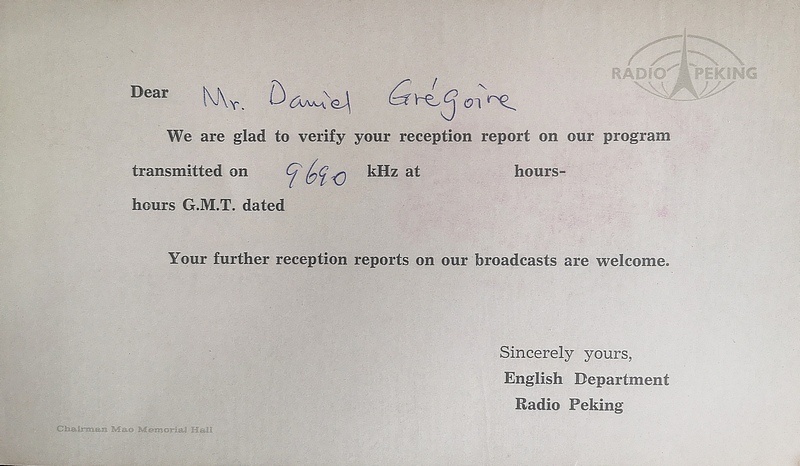 RADIO PEKING
Dear Mr. Daniel Grégoire
We are glad to verify your reception report on our program
transmitted on 9690 kHz at hours-
hours G.M.T. dated
Your further reception reports on our broadcasts are welcome.
Sincerely yours,
English Department
Radio Peking
Chairman Mao Memorial Hall